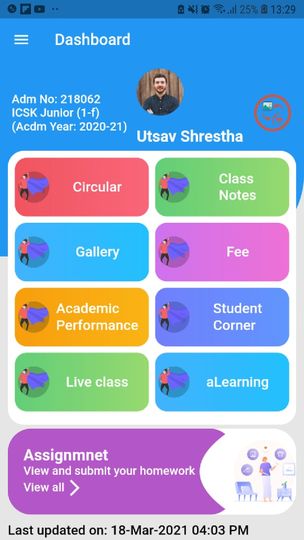 25% 13:29
Dashboard
Adm No: 218062
ICSK Junior (1-f)
(Acdm Year: 2020-21)
Utsav Shrestha
Circular
Class
Notes
Gallery
Fee
Academic
Performance
Student
Corner
Live class
aLearning
Assignmnet
View and submit your homework
View all
Last updated on: 18-Mar-2021 04:03 PM